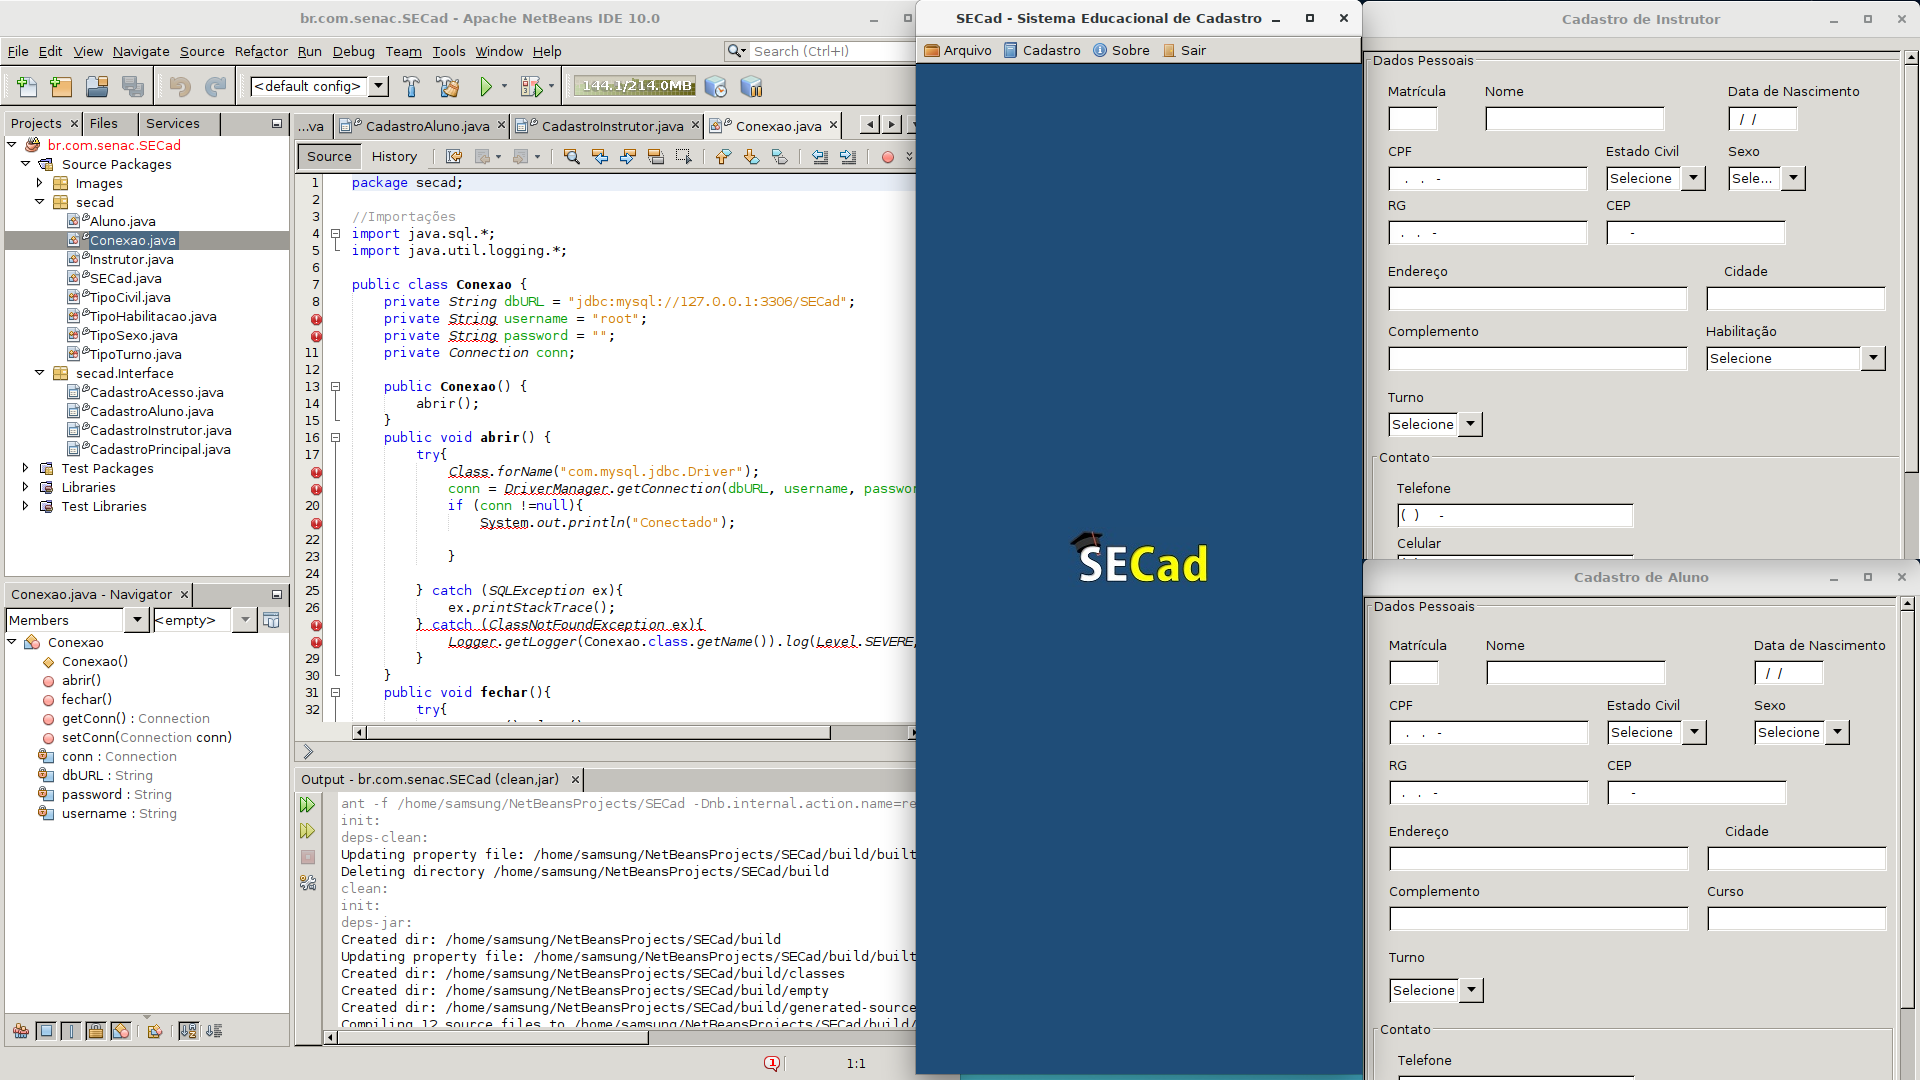 br.com.senac.SECad - Apache NetBeans IDE 10.0
File Edit View Navigate Source Refactor Run Debug Team Tools Window Help
Search (Ctrl+I)
<default config>
144.1/214.0MB
Projects Files Services
br.com.senac.SECad
Source Packages
Images
secad
Aluno.java
Conexao.java
Instrutor.java
SECad.java
TipoCivil.java
TipoHabilitacao.java
TipoSexo.java
TipoTurno.java
secad.Interface
CadastroAcesso.java
CadastroAluno.java
CadastroInstrutor.java
CadastroPrincipal.java
Test Packages
Libraries
Test Libraries
Conexao.java - Navigator
Members <empty>
Conexao
Conexao()
abrir()
fechar()
getConn() : Connection
setConn(Connection conn)
conn : Connection
dbURL : String
password : String
username : String
...va CadastroAluno.java CadastroInstrutor.java Conexao.java
Source History
1 package secad;
2
3 //Importações
4 import java.sql.*;
5 import java.util.logging.*;
6
7 public class Conexao {
8 private String dbURL = "jdbc:mysql://127.0.0.1:3306/SECad";
private String username = "root";
private String password = "";
11 private Connection conn;
12
13 public Conexao() {
14 abrir();
15 }
16 public void abrir() {
17 try{
Class.forName("com.mysql.jdbc.Driver");
conn = DriverManager.getConnection(dbURL, username, passwor
20 if (conn !=null){
System.out.println("Conectado");
22
23 }
24
25 } catch (SQLException ex){
26 ex.printStackTrace();
} catch (ClassNotFoundException ex){
Logger.getLogger(Conexao.class.getName()).log(Level.SEVERE,
29 }
30 }
31 public void fechar(){
32 try{
Output - br.com.senac.SECad (clean,jar)
ant -f /home/samsung/NetBeansProjects/SECad -Dnb.internal.action.name=re
init:
deps-clean:
Updating property file: /home/samsung/NetBeansProjects/SECad/build/built
Deleting directory /home/samsung/NetBeansProjects/SECad/build
clean:
init:
deps-jar:
Created dir: /home/samsung/NetBeansProjects/SECad/build
Updating property file: /home/samsung/NetBeansProjects/SECad/build/built
Created dir: /home/samsung/NetBeansProjects/SECad/build/classes
Created dir: /home/samsung/NetBeansProjects/SECad/build/empty
Created dir: /home/samsung/NetBeansProjects/SECad/build/generated-source
Compiling 12 source files to /home/samsung/NetBeansProjects/SECad/build/
1 1:1
SECad - Sistema Educacional de Cadastro
Arquivo Cadastro Sobre Sair
SECad
Cadastro de Instrutor
Dados Pessoais
Matrícula Nome Data de Nascimento
/ /
CPF Estado Civil Sexo
. . - Selecione Sele...
RG CEP
. . - -
Endereço Cidade
Complemento Habilitação
Selecione
Turno
Selecione
Contato
Telefone
( ) -
Celular
Cadastro de Aluno
Dados Pessoais
Matrícula Nome Data de Nascimento
/ /
CPF Estado Civil Sexo
. . - Selecione Selecione
RG CEP
. . - -
Endereço Cidade
Complemento Curso
Turno
Selecione
Contato
Telefone